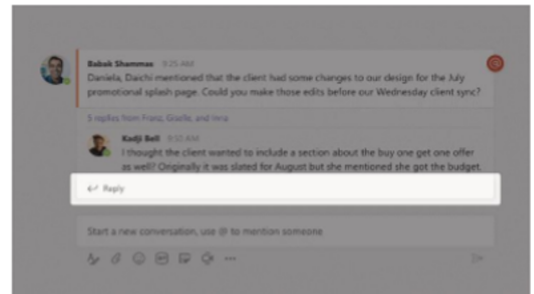 Babak Shammas 9:25 AM
Daniela, Daichi mentioned that the client had some changes to our design for the July
promotional splash page. Could you make those edits before our Wednesday client sync?
5 replies from Franz, Giselle, and Inna
Kadji Bell 9:10 AM
I thought the client wanted to include a section about the buy one get one offer
as well? Originally it was slated for August but she mentioned she got the budget.
Reply
Start a new conversation, use @ to mention someone